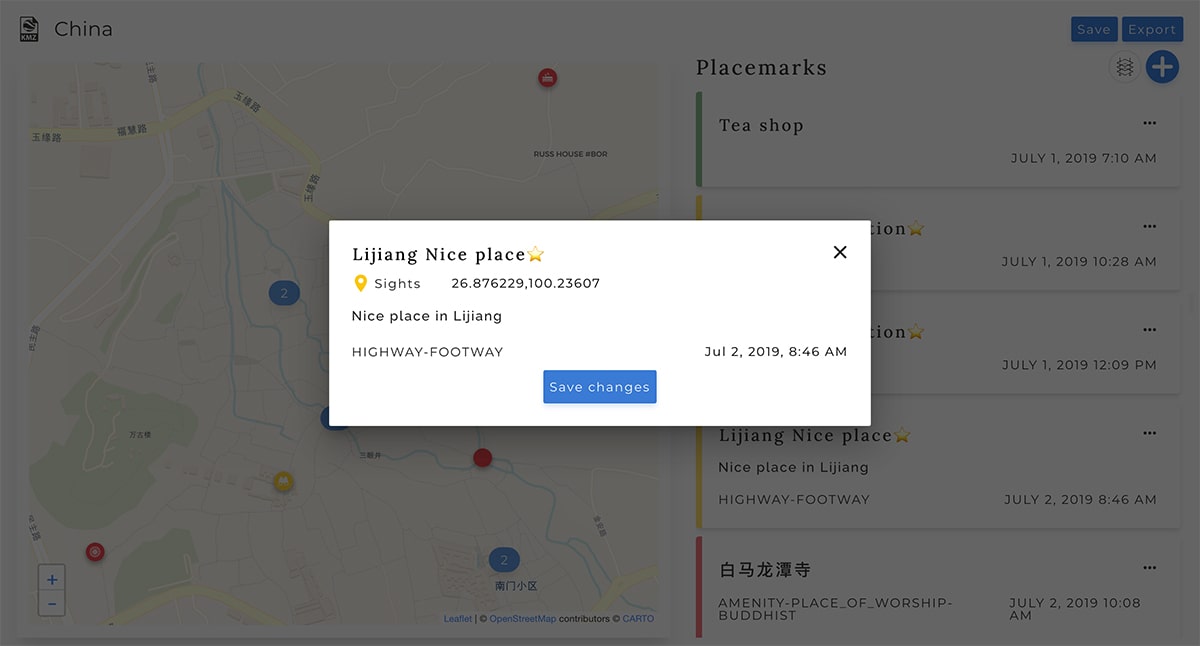 KMZ
China
Save
Export
玉缘路
福慧路
玉缘路
玉缘路
RUSS HOUSE #BOR
2
万古楼
三眼井
金虹路
2
南门小区
+
−
Leaflet | © OpenStreetMap contributors © CARTO
Placemarks
Tea shop
JULY 1, 2019 7:10 AM
JULY 1, 2019 10:28 AM
JULY 1, 2019 12:09 PM
Lijiang Nice place⭐
Nice place in Lijiang
HIGHWAY-FOOTWAY
JULY 2, 2019 8:46 AM
白马龙潭寺
AMENITY-PLACE_OF_WORSHIP-
BUDDHIST
JULY 2, 2019 10:08
AM
Lijiang Nice place⭐
Sights
26.876229,100.23607
Nice place in Lijiang
HIGHWAY-FOOTWAY
Jul 2, 2019, 8:46 AM
Save changes